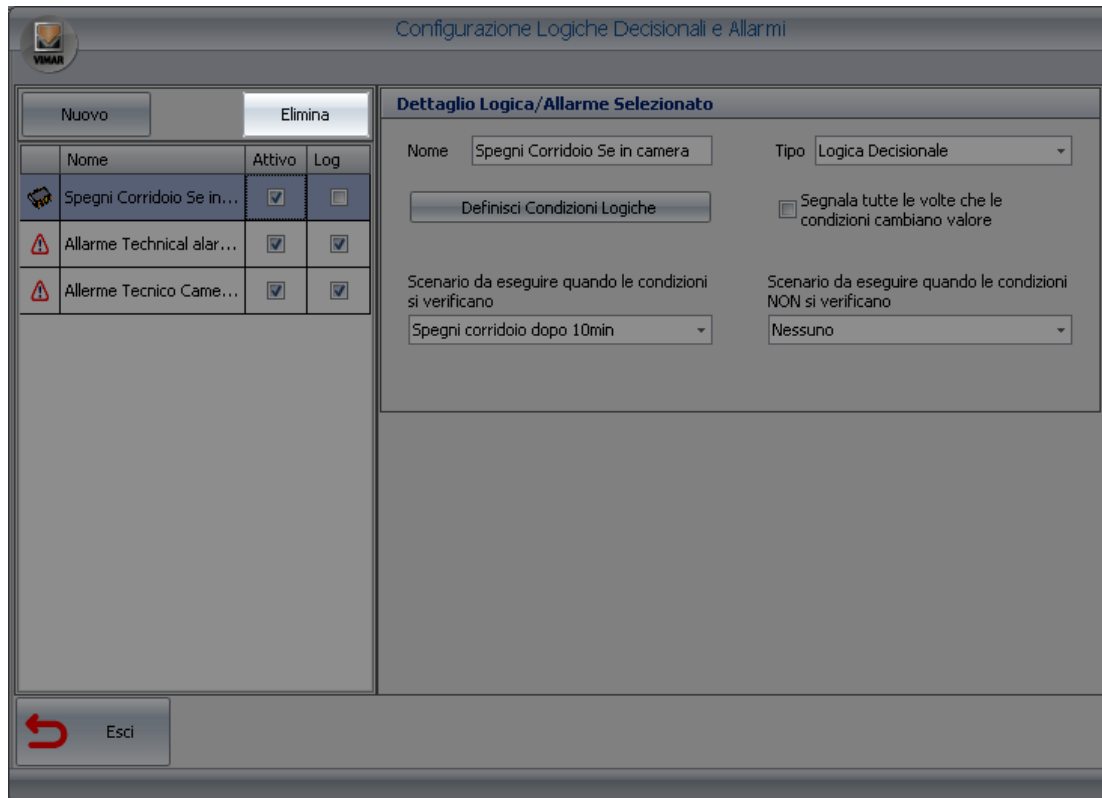 Configurazione Logiche Decisionali e Allarmi
VIMAR
Nuovo
Elimina
Nome Attivo Log
Spegni Corridoio Se in...
Allarme Technical alar...
Allerme Tecnico Came...
Dettaglio Logica/Allarme Selezionato
Nome Spegni Corridoio Se in camera
Tipo Logica Decisionale
Definisci Condizioni Logiche
Segnala tutte le volte che le
condizioni cambiano valore
Scenario da eseguire quando le condizioni
si verificano
Spegni corridoio dopo 10min
Scenario da eseguire quando le condizioni
NON si verificano
Nessuno
Esci